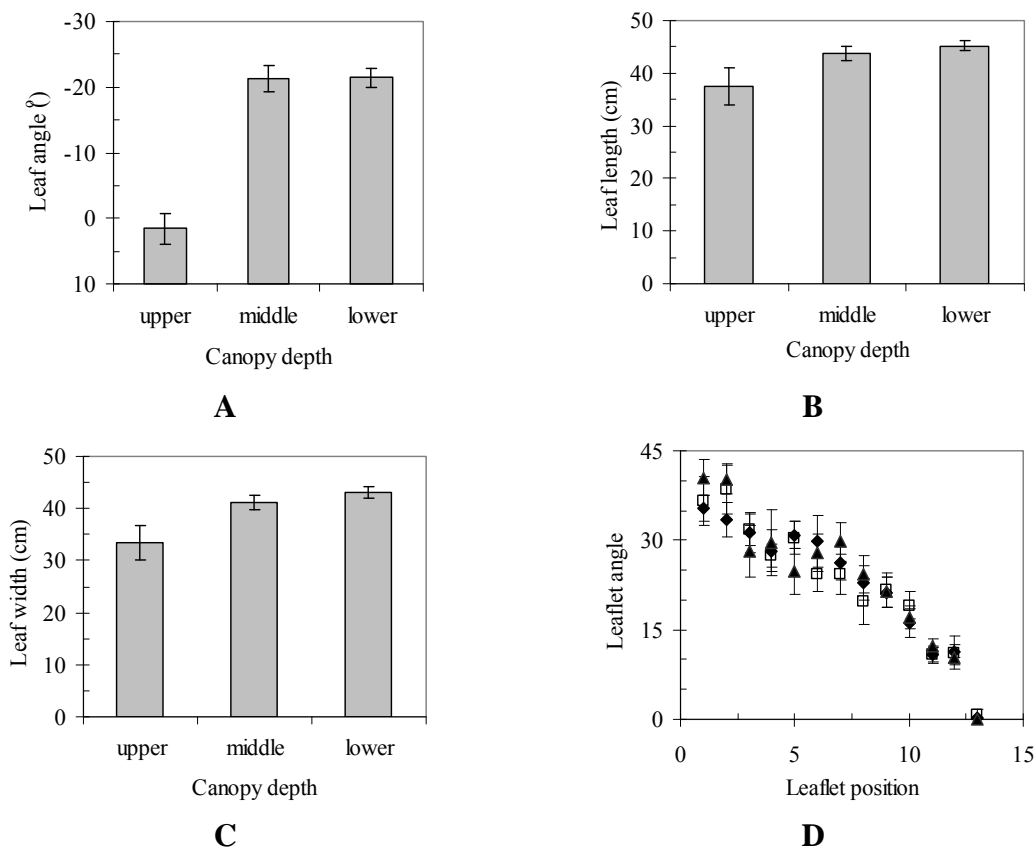 -30
-20
-10
0
10
Leaf angle (º)
upper middle lower
Canopy depth
A
50
40
30
20
10
0
Leaf length (cm)
upper middle lower
Canopy depth
B
50
40
30
20
10
0
Leaf width (cm)
upper middle lower
Canopy depth
C
45
30
15
0
Leaflet angle
0 5 10 15
Leaflet position
D